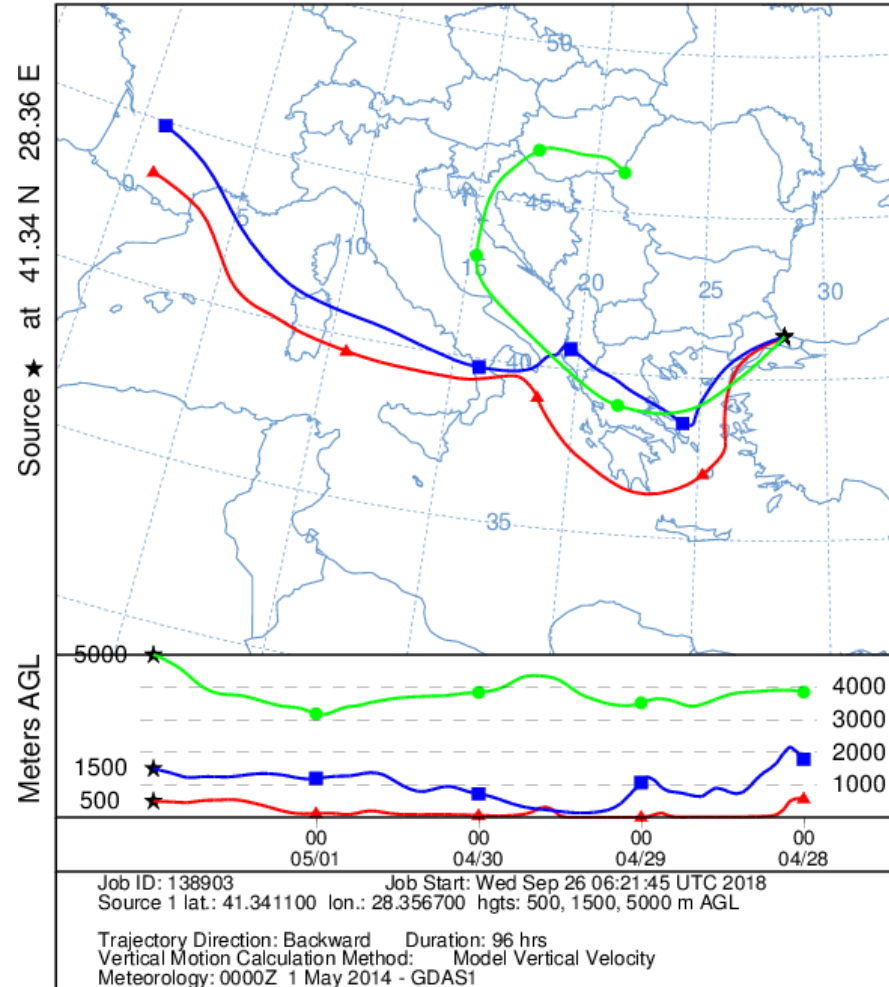 50
0
5
45
10
15
20
25
30
40
35
Source ★ at 41.34 N 28.36 E
5000
4000
3000
1500
2000
500
1000
Meters AGL
00 00 00 00
05/01 04/30 04/29 04/28
Job ID: 138903 Job Start: Wed Sep 26 06:21:45 UTC 2018
Source 1 lat.: 41.341100 lon.: 28.356700 hgts: 500, 1500, 5000 m AGL
Trajectory Direction: Backward Duration: 96 hrs
Vertical Motion Calculation Method: Model Vertical Velocity
Meteorology: 0000Z 1 May 2014 - GDAS1